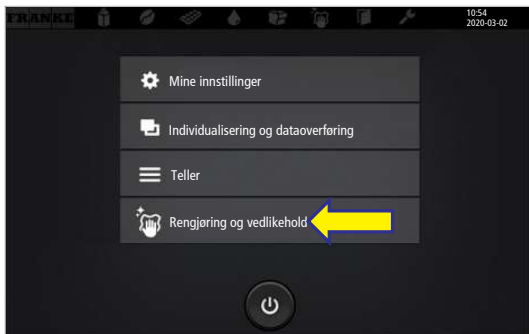 FRANKE
10:54
2020-03-02
Mine innstillinger
Individualisering og dataoverføring
Teller
Rengjøring og vedlikehold